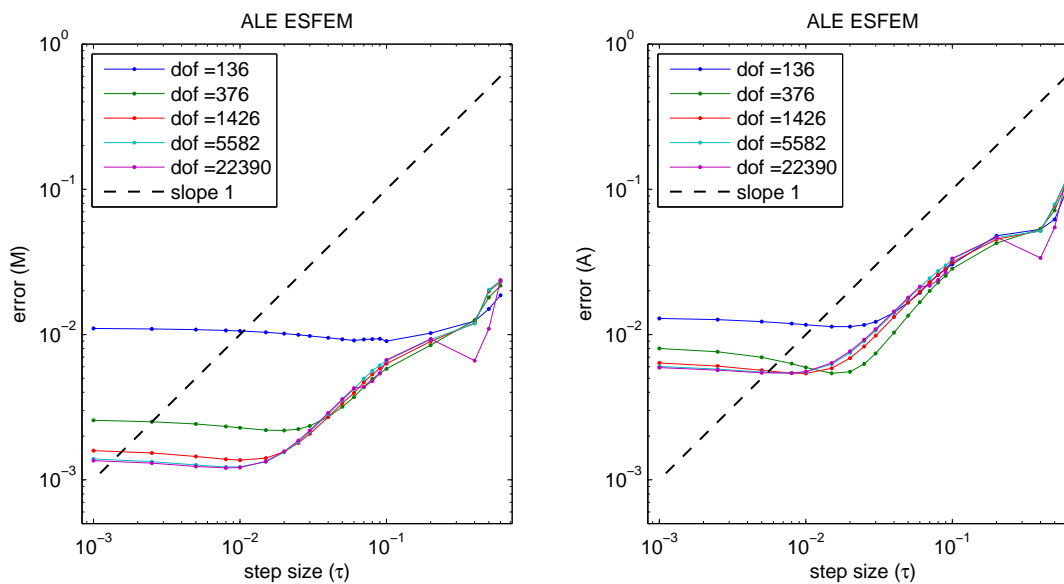 ALE ESFEM
10^0
10^-1
10^-2
10^-3
error (M)
dof =136
dof =376
dof =1426
dof =5582
dof =22390
slope 1
10^-3
10^-2
10^-1
step size (τ)
ALE ESFEM
10^0
10^-1
10^-2
10^-3
error (A)
dof =136
dof =376
dof =1426
dof =5582
dof =22390
slope 1
10^-3
10^-2
10^-1
step size (τ)